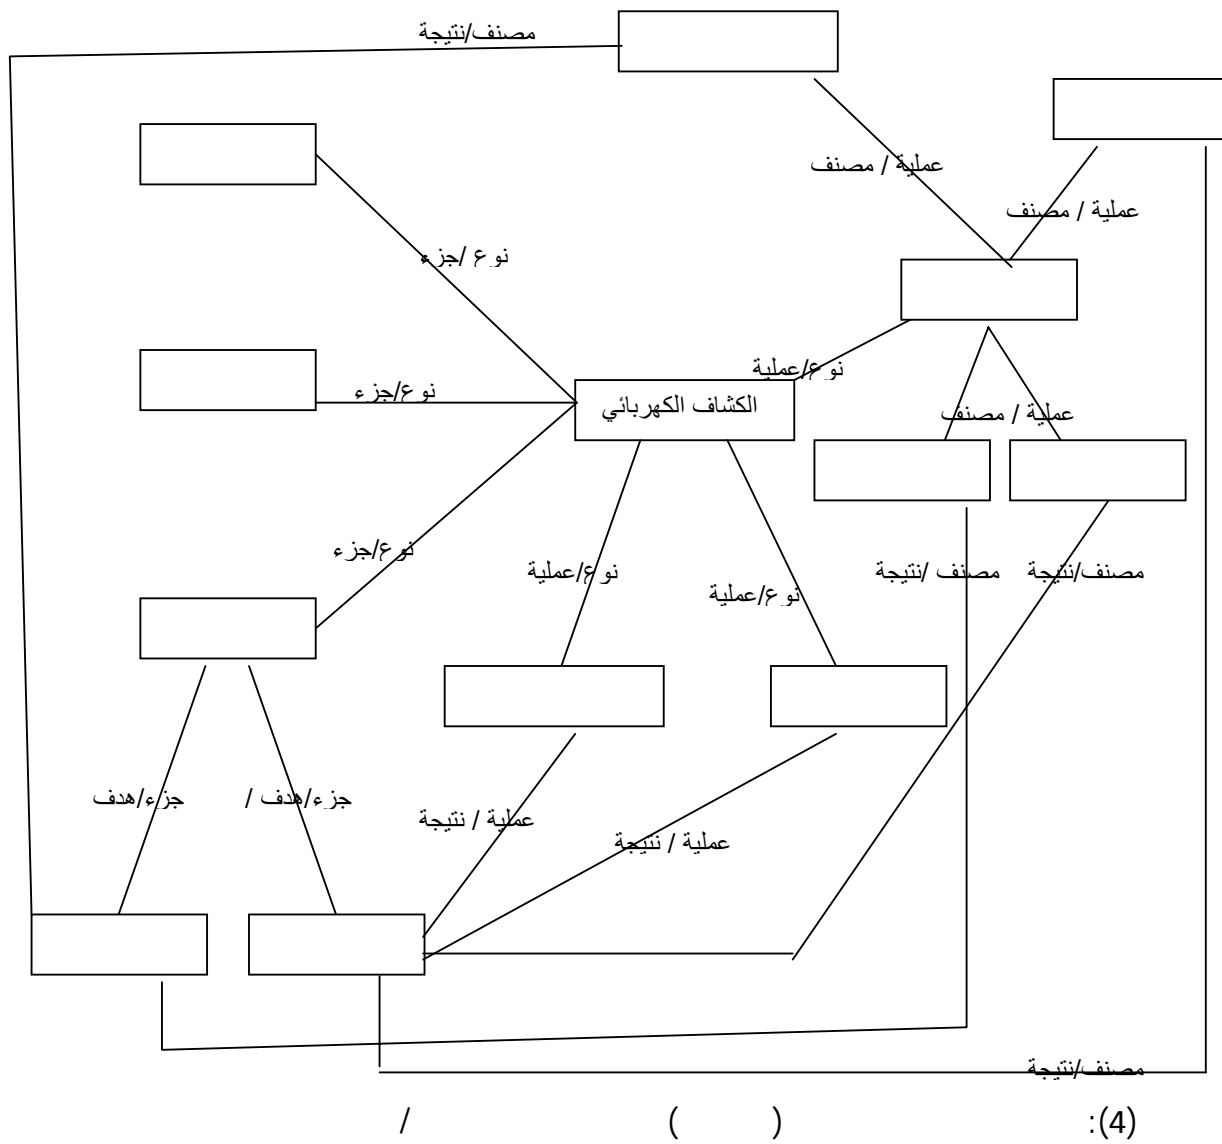 مصنف/نتيجة
عملية / مصنف
عملية / مصنف
نوع /جزء
نوع/عملية
نوع/جزء
الكشاف الكهربائي
عملية / مصنف
نوع/جزء
نوع/عملية
نوع/عملية
مصنف /نتيجة
مصنف/نتيجة
جزء/هدف
جزء/هدف /
عملية / نتيجة
عملية / نتيجة
مصنف/نتيجة
(4): ( ) /